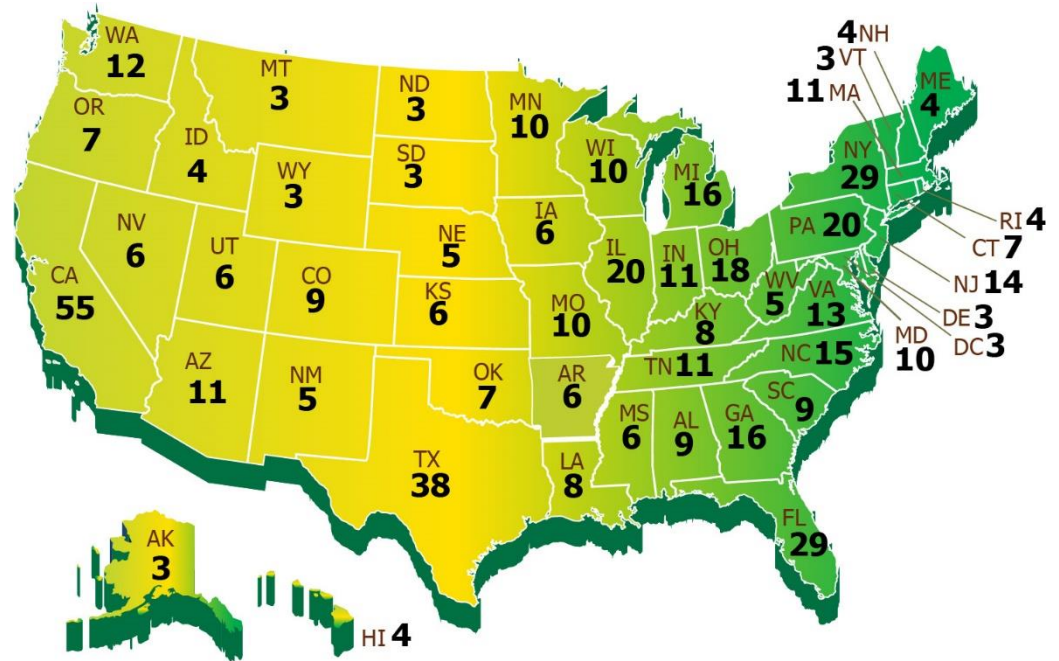 WA
12
OR
7
ID
4
MT
3
ND
3
MN
10
SD
3
WY
3
NV
6
UT
6
CA
55
CO
9
NE
5
KS
6
IA
6
WI
10
MI
16
IL
20
IN
11
OH
18
MO
10
KY
8
WV
5
VA
13
PA 20
NY
29
4 NH
3 VT
11 MA
ME
4
RI 4
CT 7
NJ 14
DE 3
DC 3
MD
10
NC 15
TN 11
SC
9
GA
16
AL
9
MS
6
AR
6
LA
8
OK
7
TX
38
NM
5
AZ
11
FL
29
AK
3
HI 4